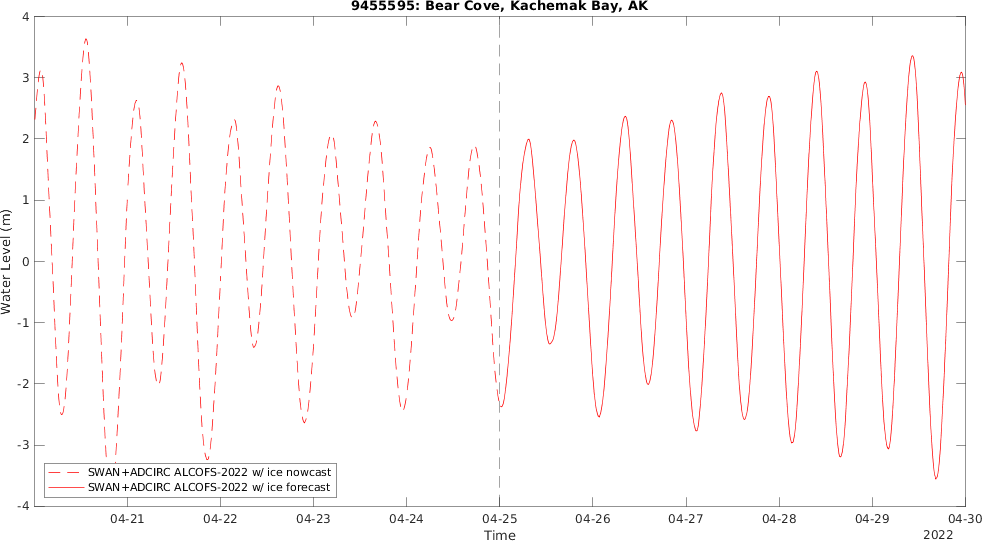 9455595: Bear Cove, Kachemak Bay, AK
4
3
2
1
0
-1
-2
-3
-4
Water Level (m)
SWAN+ADCIRC ALCOFS-2022 w/ ice nowcast
SWAN+ADCIRC ALCOFS-2022 w/ ice forecast
04-21 04-22 04-23 04-24 04-25 04-26 04-27 04-28 04-29 04-30
Time
2022